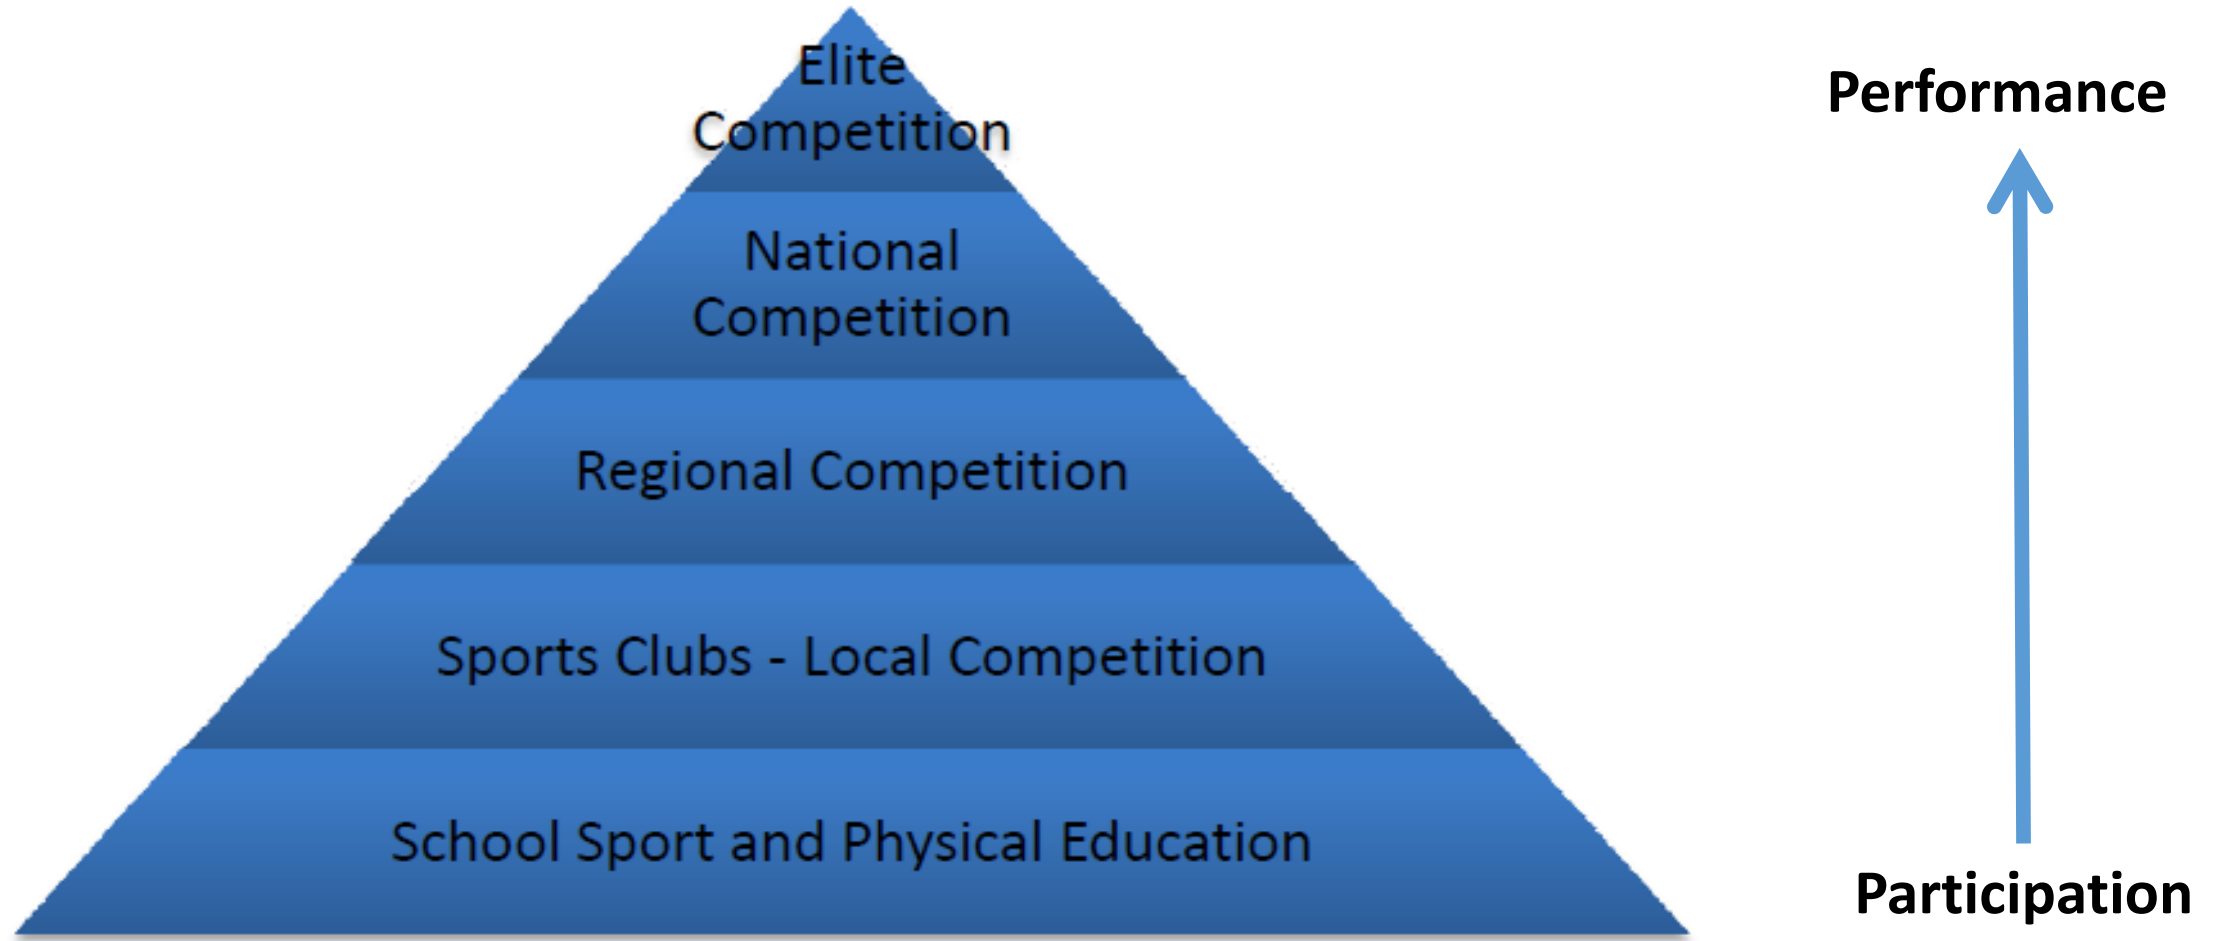 Elite
Competition
National
Competition
Regional Competition
Sports Clubs - Local Competition
School Sport and Physical Education
Performance
Participation